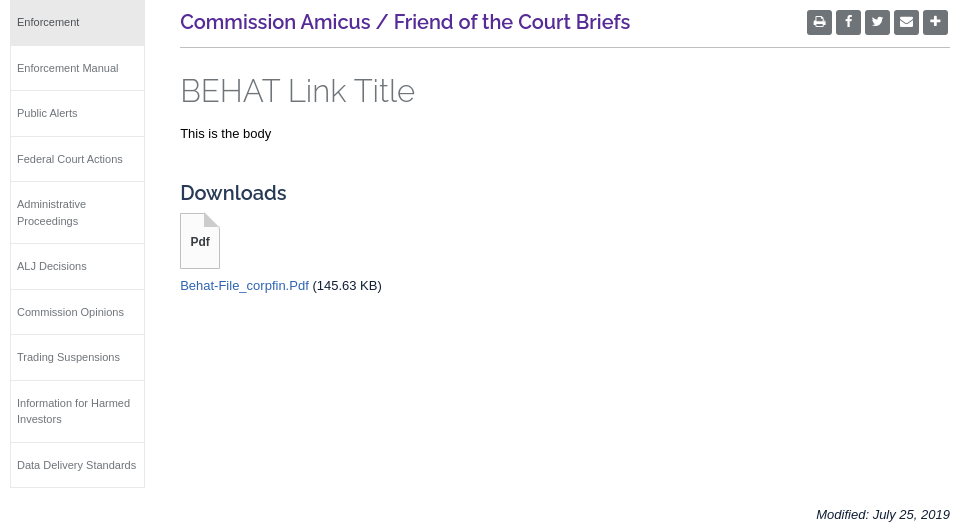 Enforcement
Enforcement Manual
Public Alerts
Federal Court Actions
Administrative
Proceedings
ALJ Decisions
Commission Opinions
Trading Suspensions
Information for Harmed
Investors
Data Delivery Standards
Commission Amicus / Friend of the Court Briefs
BEHAT Link Title
This is the body
Downloads
Pdf
Behat-File_corpfin.Pdf (145.63 KB)
Modified: July 25, 2019